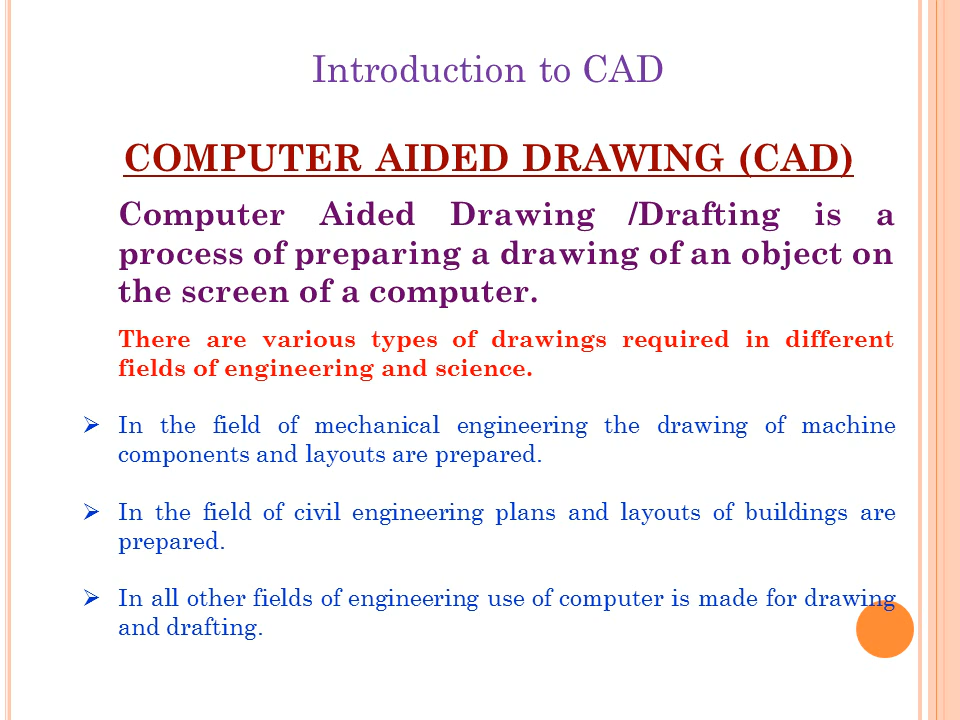 Introduction to CAD
COMPUTER AIDED DRAWING (CAD)
Computer Aided Drawing /Drafting is a
process of preparing a drawing of an object on
the screen of a computer.
There are various types of drawings required in different
fields of engineering and science.
➢ In the field of mechanical engineering the drawing of machine
components and layouts are prepared.
➢ In the field of civil engineering plans and layouts of buildings are
prepared.
➢ In all other fields of engineering use of computer is made for drawing
and drafting.